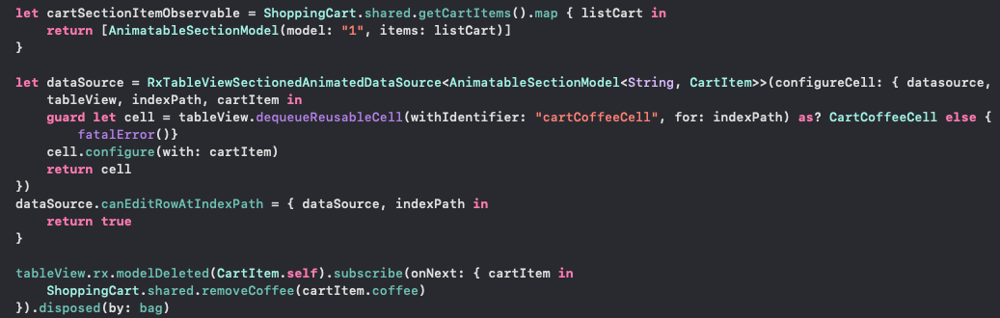 let cartSectionItemObservable = ShoppingCart.shared.getCartItems().map { listCart in
    return [AnimatableSectionModel(model: "1", items: listCart)]
}

let dataSource = RxTableViewSectionedAnimatedDataSource<AnimatableSectionModel<String, CartItem>>(configureCell: { datasource,
    tableView, indexPath, cartItem in
    guard let cell = tableView.dequeueReusableCell(withIdentifier: "cartCoffeeCell", for: indexPath) as? CartCoffeeCell else {
        fatalError()}
    cell.configure(with: cartItem)
    return cell
})
dataSource.canEditRowAtIndexPath = { dataSource, indexPath in
    return true
}

tableView.rx.modelDeleted(CartItem.self).subscribe(onNext: { cartItem in
    ShoppingCart.shared.removeCoffee(cartItem.coffee)
}).disposed(by: bag)